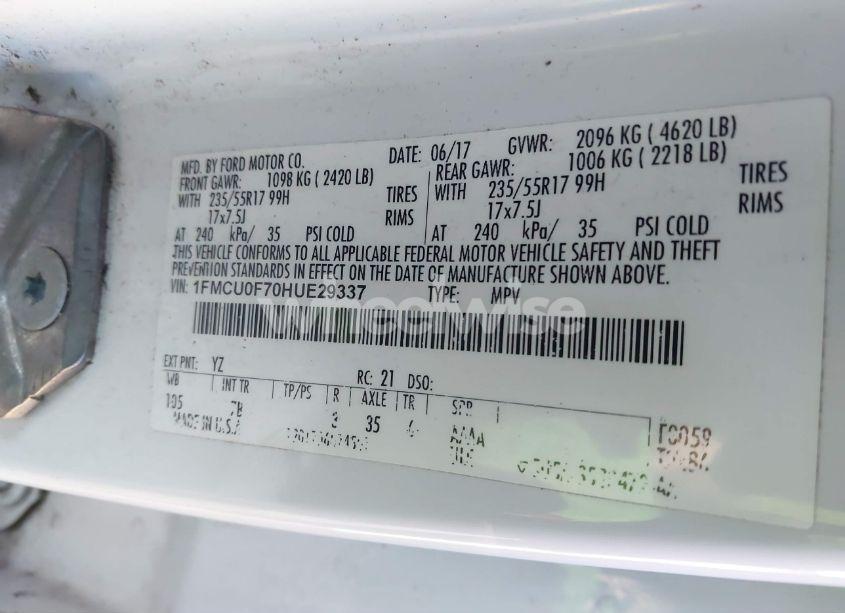 MFD. BY FORD MOTOR CO. DATE: 06/17 GVWR: 2096 KG ( 4620 LB)
FRONT GAWR: 1098 KG ( 2420 LB) REAR GAWR: 1006 KG ( 2218 LB)
WITH 235/55R17 99H TIRES WITH 235/55R17 99H TIRES
17x7.5J RIMS 17x7.5J RIMS
AT 240 kPa/ 35 PSI COLD AT 240 kPa/ 35 PSI COLD
THIS VEHICLE CONFORMS TO ALL APPLICABLE FEDERAL MOTOR VEHICLE SAFETY AND THEFT
PREVENTION STANDARDS IN EFFECT ON THE DATE OF MANUFACTURE SHOWN ABOVE.
VIN: 1FMCU0F70HUE29337 TYPE: MPV
wheelwise
EXT PNT: YZ RC: 21 DSO:
WB INT TR TP/PS R AXLE TR SPR
105 7B 3 35
MADE IN U.S.A